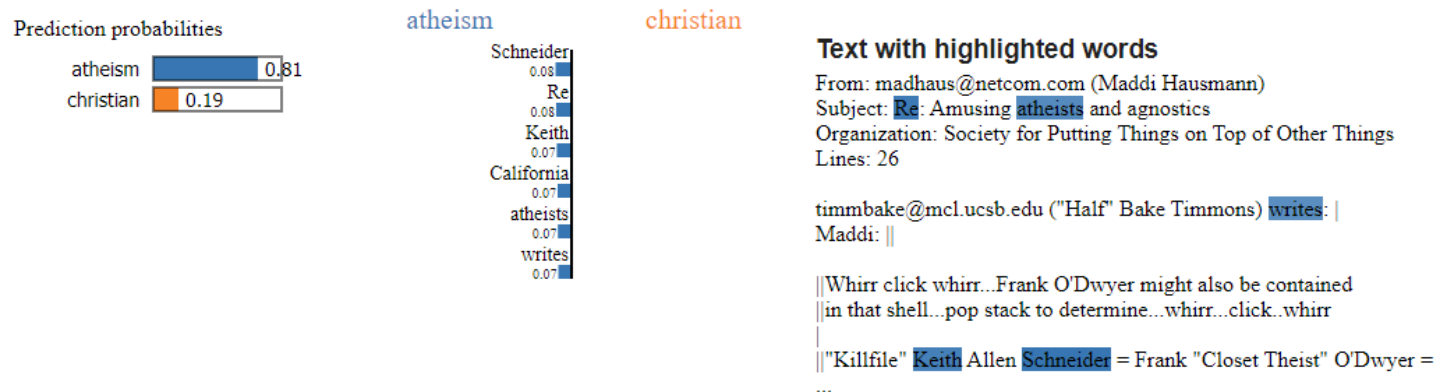 Prediction probabilities
atheism 0.81
christian 0.19
atheism christian
Schneider
0.08
Re
0.08
Keith
0.07
California
0.07
atheists
0.07
writes
0.07
Text with highlighted words
From: madhaus@netcom.com (Maddi Hausmann)
Subject: Re: Amusing atheists and agnostics
Organization: Society for Putting Things on Top of Other Things
Lines: 26
timmbake@mcl.ucsb.edu ("Half" Bake Timmons) writes: |
Maddi: ||
||Whirr click whirr...Frank O'Dwyer might also be contained
||in that shell...pop stack to determine...whirr...click..whirr
|
||"Killfile" Keith Allen Schneider = Frank "Closet Theist" O'Dwyer =
...